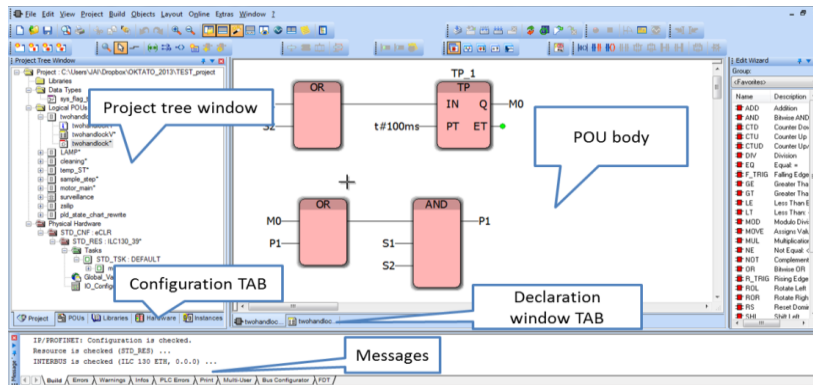 File Edit View Project Build Objects Layout Online Extras Window ?
Project Tree Window
Project : C:\Users\JAI\Dropbox\OKTATO_2013\TEST_project
Libraries
Data Types
sys_flag_t
Logical POUs
twohandlock
twohandlockV*
twohandlock*
LAMP*
cleaning*
temp_ST*
sample_step*
motor_main*
surveillance
zsilip
pld_state_chart_rewrite
Physical Hardware
STD_CNF : eCLR
STD_RES : ILC130_39*
Tasks
STD_TSK : DEFAULT
Global_Va
IO_Config
Project POUs Libraries Hardware Instances
Project tree window
Configuration TAB
OR
S2
TP_1
TP
IN Q M0
t#100ms PT ET
POU body
OR
M0
P1
AND
S1
S2
P1
Declaration
window TAB
twohandloc... twohandloc...
Edit Wizard
Group:
<Favorites>
Name Description
ADD Addition
AND Bitwise AND
CTD Counter Dow
CTU Counter Up
CTUD Counter Up/
DIV Division
EQ Equal: =
F_TRIG Falling Edge
GE Greater Tha
GT Greater Tha
LE Less Than E
LT Less Than:
MOD Modulo Divi
MOVE Assigns Valu
MUL Multiplication
NE Not Equal: <
NOT Complement
OR Bitwise OR
R_TRIG Rising Edge
ROL Rotate Left
ROR Rotate Righ
RS Reset Domin
SHL Shift Left
IP/PROFINET: Configuration is checked.
Resource is checked (STD_RES) ...
INTERBUS is checked (ILC 130 ETH, 0.0.0) ...
Messages
Message
Build Errors Warnings Infos PLC Errors Print Multi-User Bus Configurator FDT